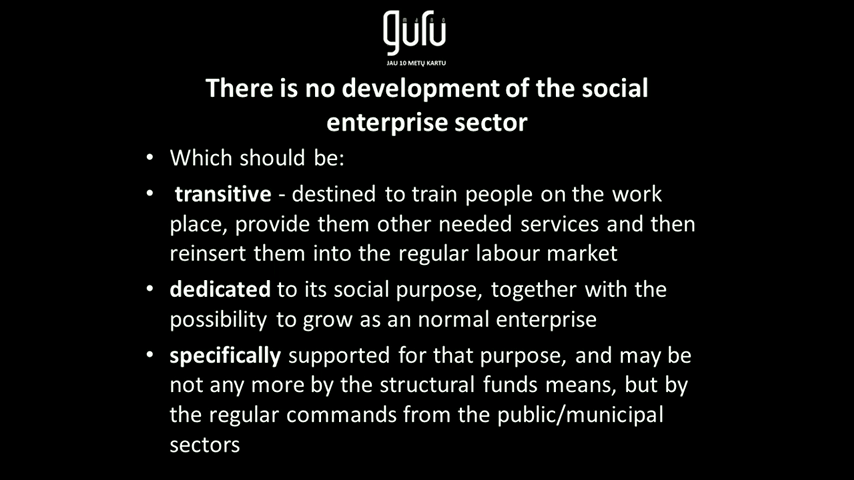 mano
guru
JAU 10 METŲ KARTU
There is no development of the social
enterprise sector
• Which should be:
• transitive - destined to train people on the work
place, provide them other needed services and then
reinsert them into the regular labour market
• dedicated to its social purpose, together with the
possibility to grow as an normal enterprise
• specifically supported for that purpose, and may be
not any more by the structural funds means, but by
the regular commands from the public/municipal
sectors